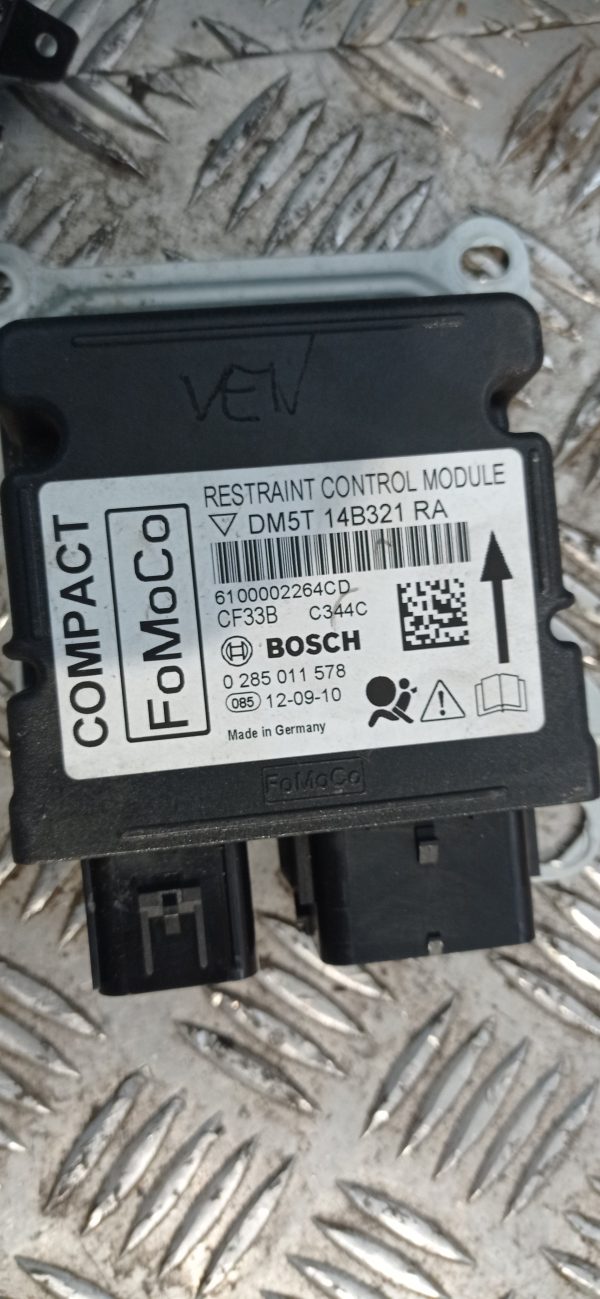 VEN
COMPACT
FoMoCo
RESTRAINT CONTROL MODULE
DM5T 14B321 RA
6100002264CD
CF33B C344C
BOSCH
0 285 011 578
085 12-09-10
Made in Germany
FoMoCo